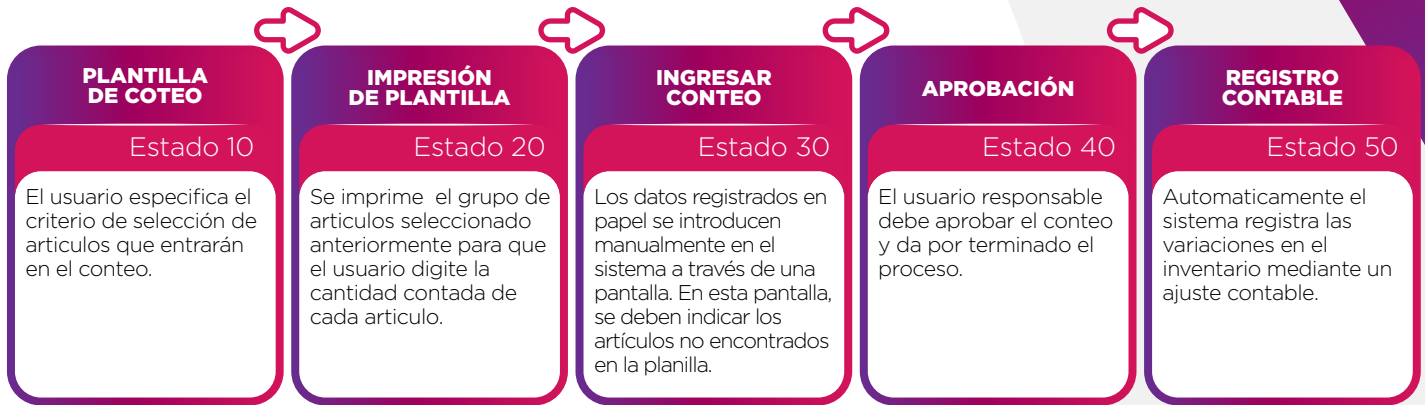 PLANTILLA
DE COTEO
Estado 10
El usuario especifica el
criterio de selección de
articulos que entrarán
en el conteo.
IMPRESIÓN
DE PLANTILLA
Estado 20
Se imprime el grupo de
articulos seleccionado
anteriormente para que
el usuario digite la
cantidad contada de
cada articulo.
INGRESAR
CONTEO
Estado 30
Los datos registrados en
papel se introducen
manualmente en el
sistema a través de una
pantalla. En esta pantalla,
se deben indicar los
artículos no encontrados
en la planilla.
APROBACIÓN
Estado 40
El usuario responsable
debe aprobar el conteo
y da por terminado el
proceso.
REGISTRO
CONTABLE
Estado 50
Automaticamente el
sistema registra las
variaciones en el
inventario mediante un
ajuste contable.